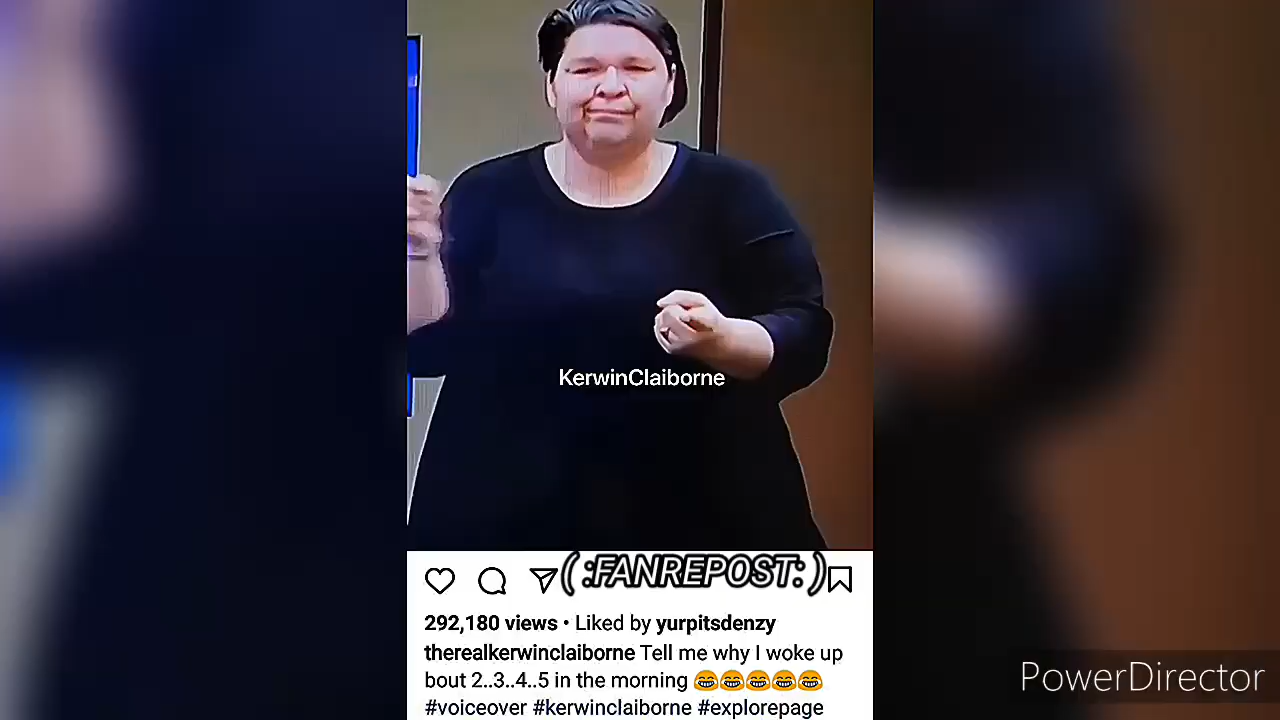 KerwinClaiborne
( :FANREPOST: )
292,180 views • Liked by yurpitsdenzy
therealkerwinclaiborne Tell me why I woke up
bout 2..3..4..5 in the morning 😂😂😂😂😂
#voiceover #kerwinclaiborne #explorepage
PowerDirector